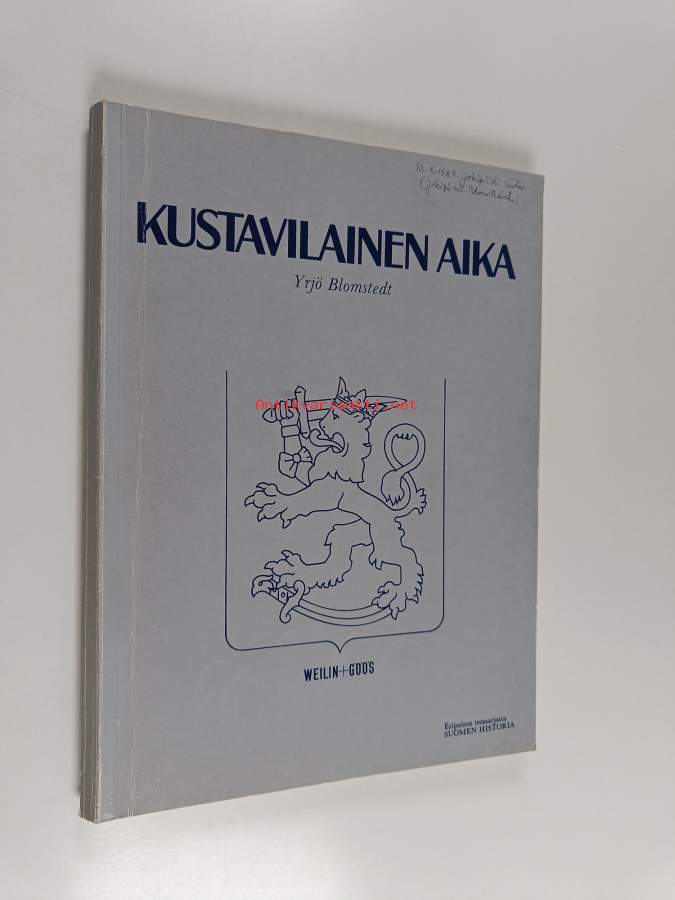 KUSTAVILAINEN AIKA
Yrjö Blomstedt
Antikvariaatti.net
WEILIN+GÖÖS
Eripainos teossarjasta
SUOMEN HISTORIA